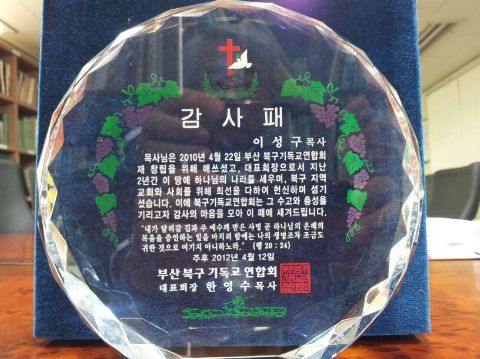 감사패
이성구 목사
목사님은 2010년 4월 22일 부산 북구기독교연합회
재 창립을 위해 애쓰셨고, 대표회장으로서 지난
2년간 이 땅에 하나님의 나라를 세우며, 북구 지역
교회와 사회를 위해 최선을 다하여 헌신하며 섬기
셨습니다. 이에 북구기독교연합회는 그 수고와 충성을
기리고자 감사의 마음을 모아 이 패에 새겨드립니다.
"내가 달려갈 길과 주 예수께 받은 사명 곧 하나님의 은혜의
복음을 증언하는 일을 마치려 함에는 나의 생명조차 조금도
귀한 것으로 여기지 아니하노라." (행 20 : 24)
주후 2012년 4월 12일
부산북구기독교연합회
대표회장 한영수목사